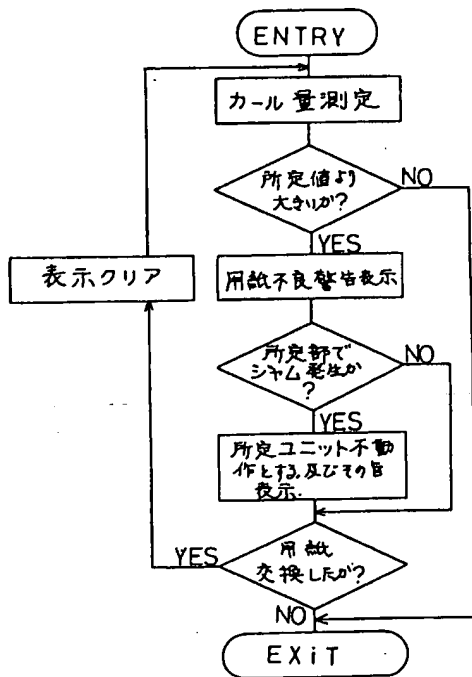 ENTRY
カール量測定
所定値より
大きいか?
NO
YES
表示クリア
用紙不良警告表示
所定部で
ジャム発生か
?
NO
YES
所定ユニット不動
作とする,及びその旨
表示.
YES
用紙
交換したか?
NO
EXiT